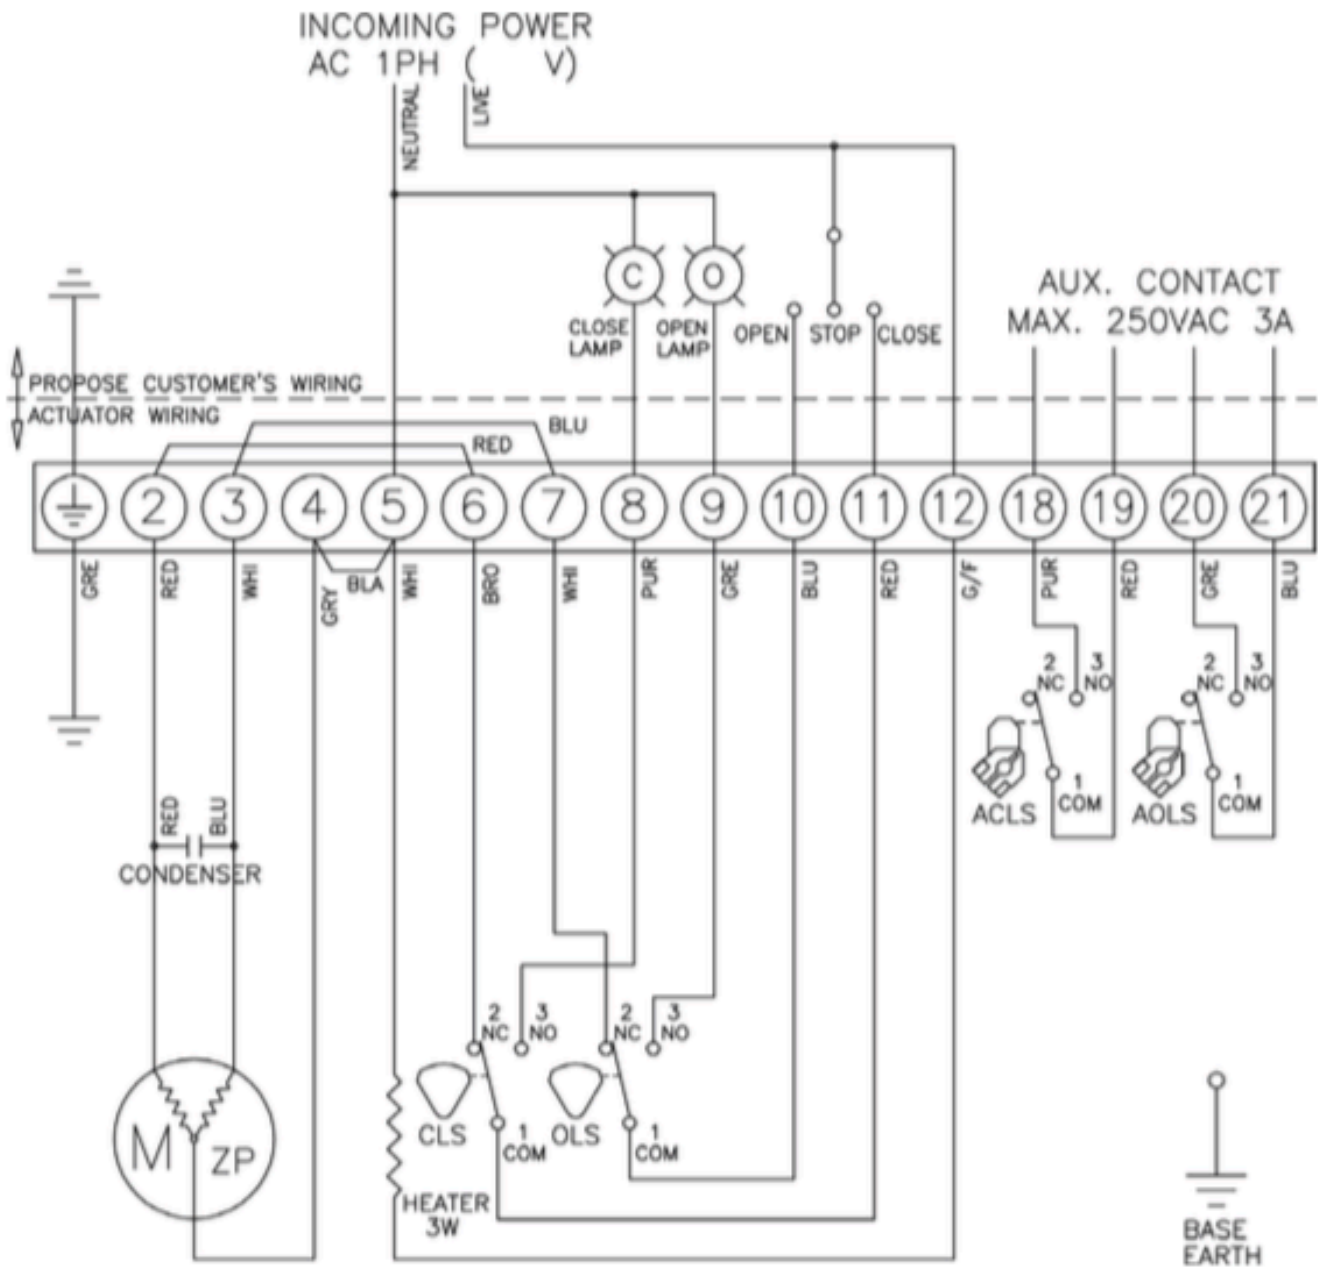 INCOMING POWER
AC 1PH ( V)
NEUTRAL
LIVE
C
O
CLOSE
LAMP
OPEN
LAMP
OPEN
STOP
CLOSE
AUX. CONTACT
MAX. 250VAC 3A
PROPOSE CUSTOMER'S WIRING
ACTUATOR WIRING
BLU
RED
2 3 4 5 6 7 8 9 10 11 12 18 19 20 21
GRE
RED
WHI
GRY
BLA
WHI
BRO
WHI
PUR
GRE
BLU
RED
G/F
PUR
RED
GRE
BLU
2
NC
3
NO
1
COM
ACLS
2
NC
3
NO
1
COM
AOLS
RED
BLU
CONDENSER
2
NC
3
NO
CLS
1
COM
2
NC
3
NO
OLS
1
COM
M
ZP
HEATER
3W
BASE
EARTH